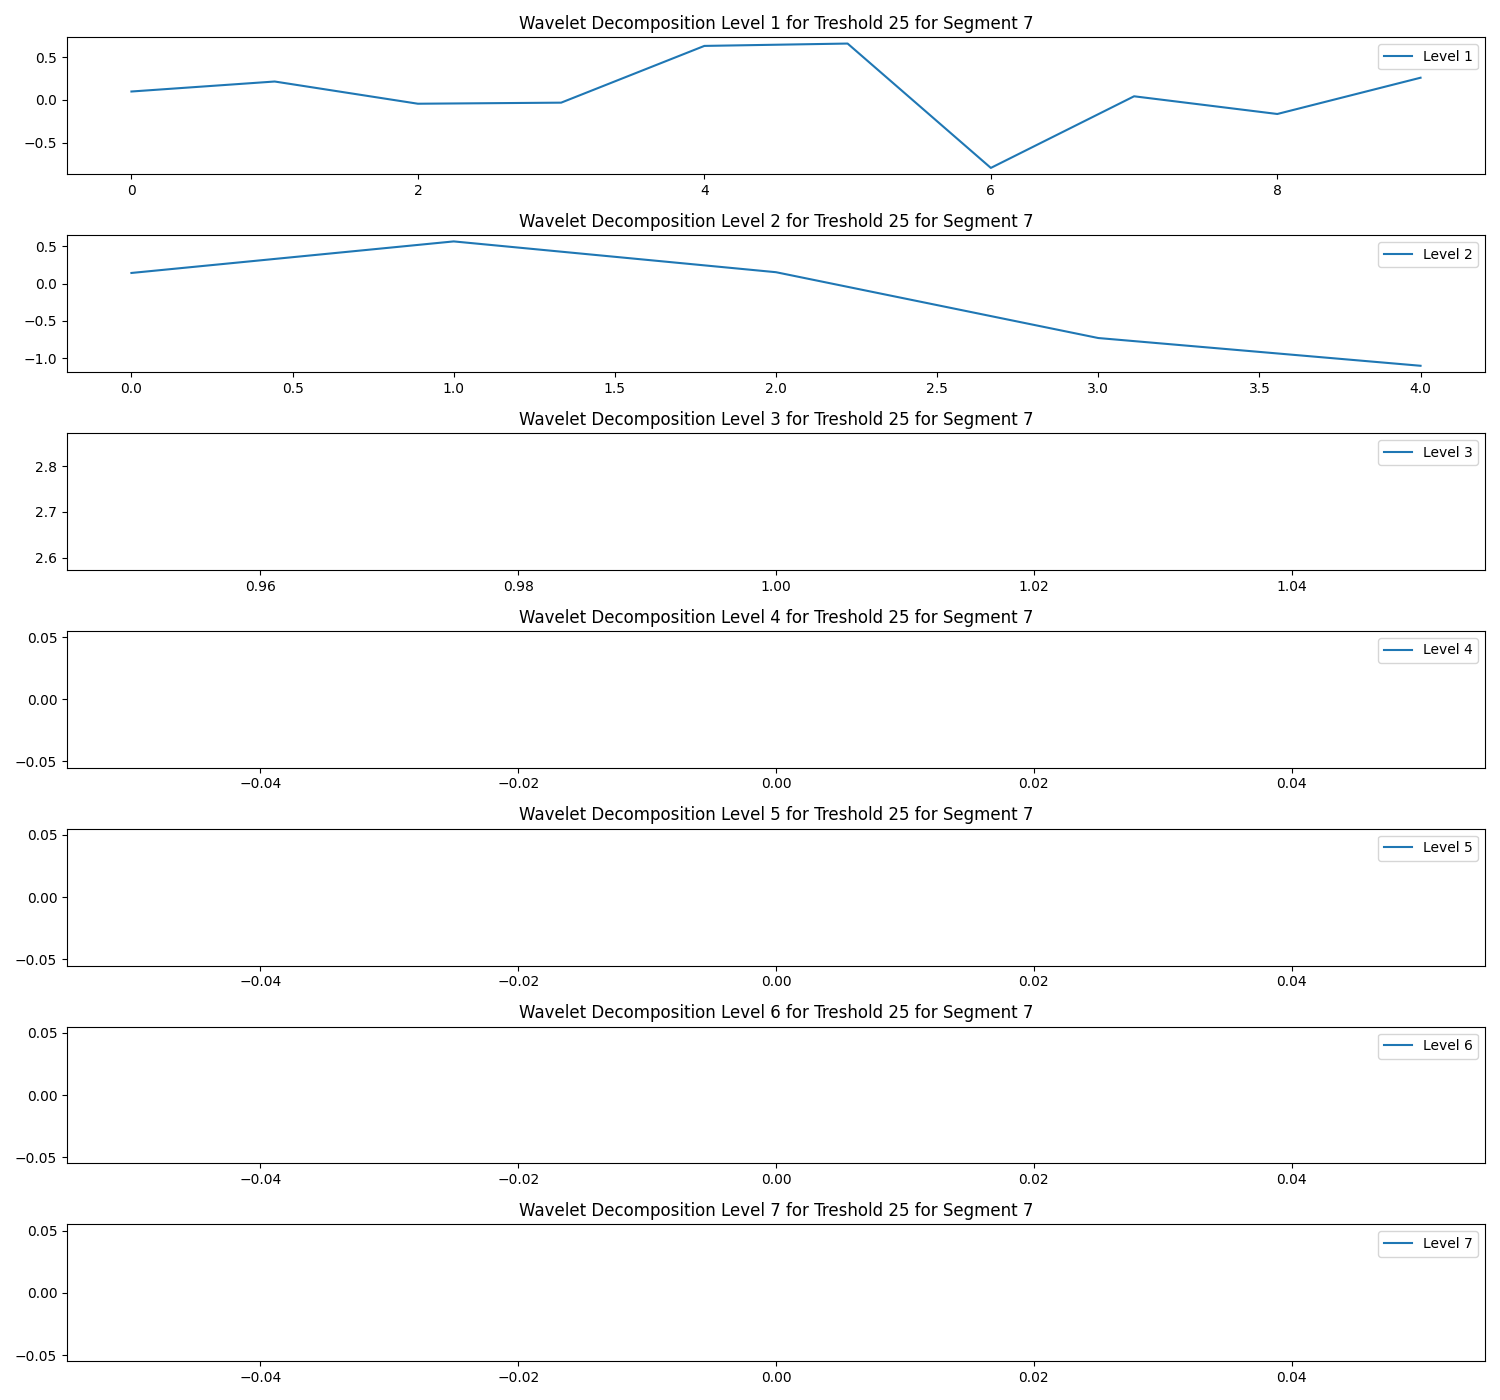 Wavelet Decomposition Level 1 for Treshold 25 for Segment 7
0.5
0.0
−0.5
Level 1
0 2 4 6 8
Wavelet Decomposition Level 2 for Treshold 25 for Segment 7
0.5
0.0
−0.5
−1.0
Level 2
0.0 0.5 1.0 1.5 2.0 2.5 3.0 3.5 4.0
Wavelet Decomposition Level 3 for Treshold 25 for Segment 7
2.8
2.7
2.6
Level 3
0.96 0.98 1.00 1.02 1.04
Wavelet Decomposition Level 4 for Treshold 25 for Segment 7
0.05
0.00
−0.05
Level 4
−0.04 −0.02 0.00 0.02 0.04
Wavelet Decomposition Level 5 for Treshold 25 for Segment 7
0.05
0.00
−0.05
Level 5
−0.04 −0.02 0.00 0.02 0.04
Wavelet Decomposition Level 6 for Treshold 25 for Segment 7
0.05
0.00
−0.05
Level 6
−0.04 −0.02 0.00 0.02 0.04
Wavelet Decomposition Level 7 for Treshold 25 for Segment 7
0.05
0.00
−0.05
Level 7
−0.04 −0.02 0.00 0.02 0.04